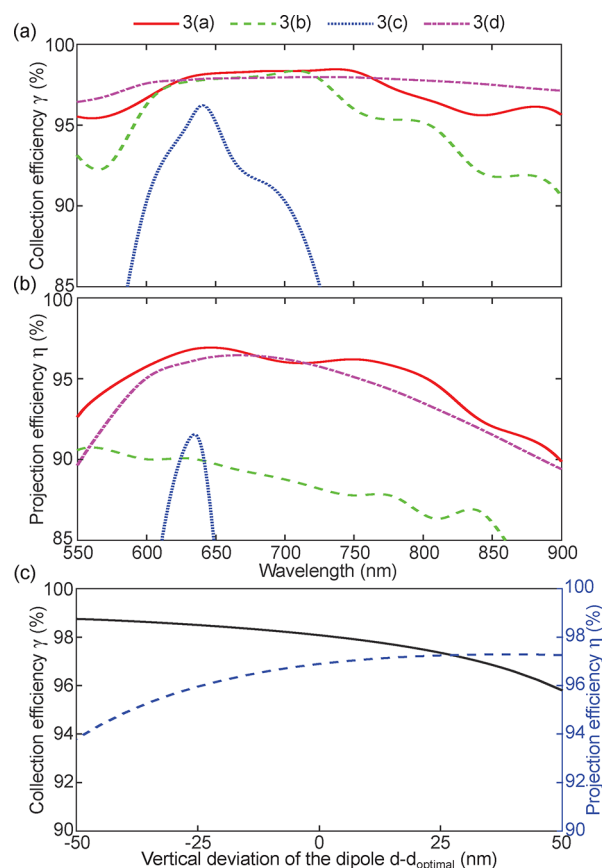 3(a) 3(b) 3(c) 3(d)
(a)
100
95
90
85
Collection efficiency γ (%)
(b)
100
95
90
85
Projection efficiency η (%)
550 600 650 700 750 800 850 900
Wavelength (nm)
(c)
100
98
96
94
92
90
Collection efficiency γ (%)
100
98
96
94
92
90
Projection efficiency η (%)
-50 -25 0 25 50
Vertical deviation of the dipole d-d_optimal (nm)